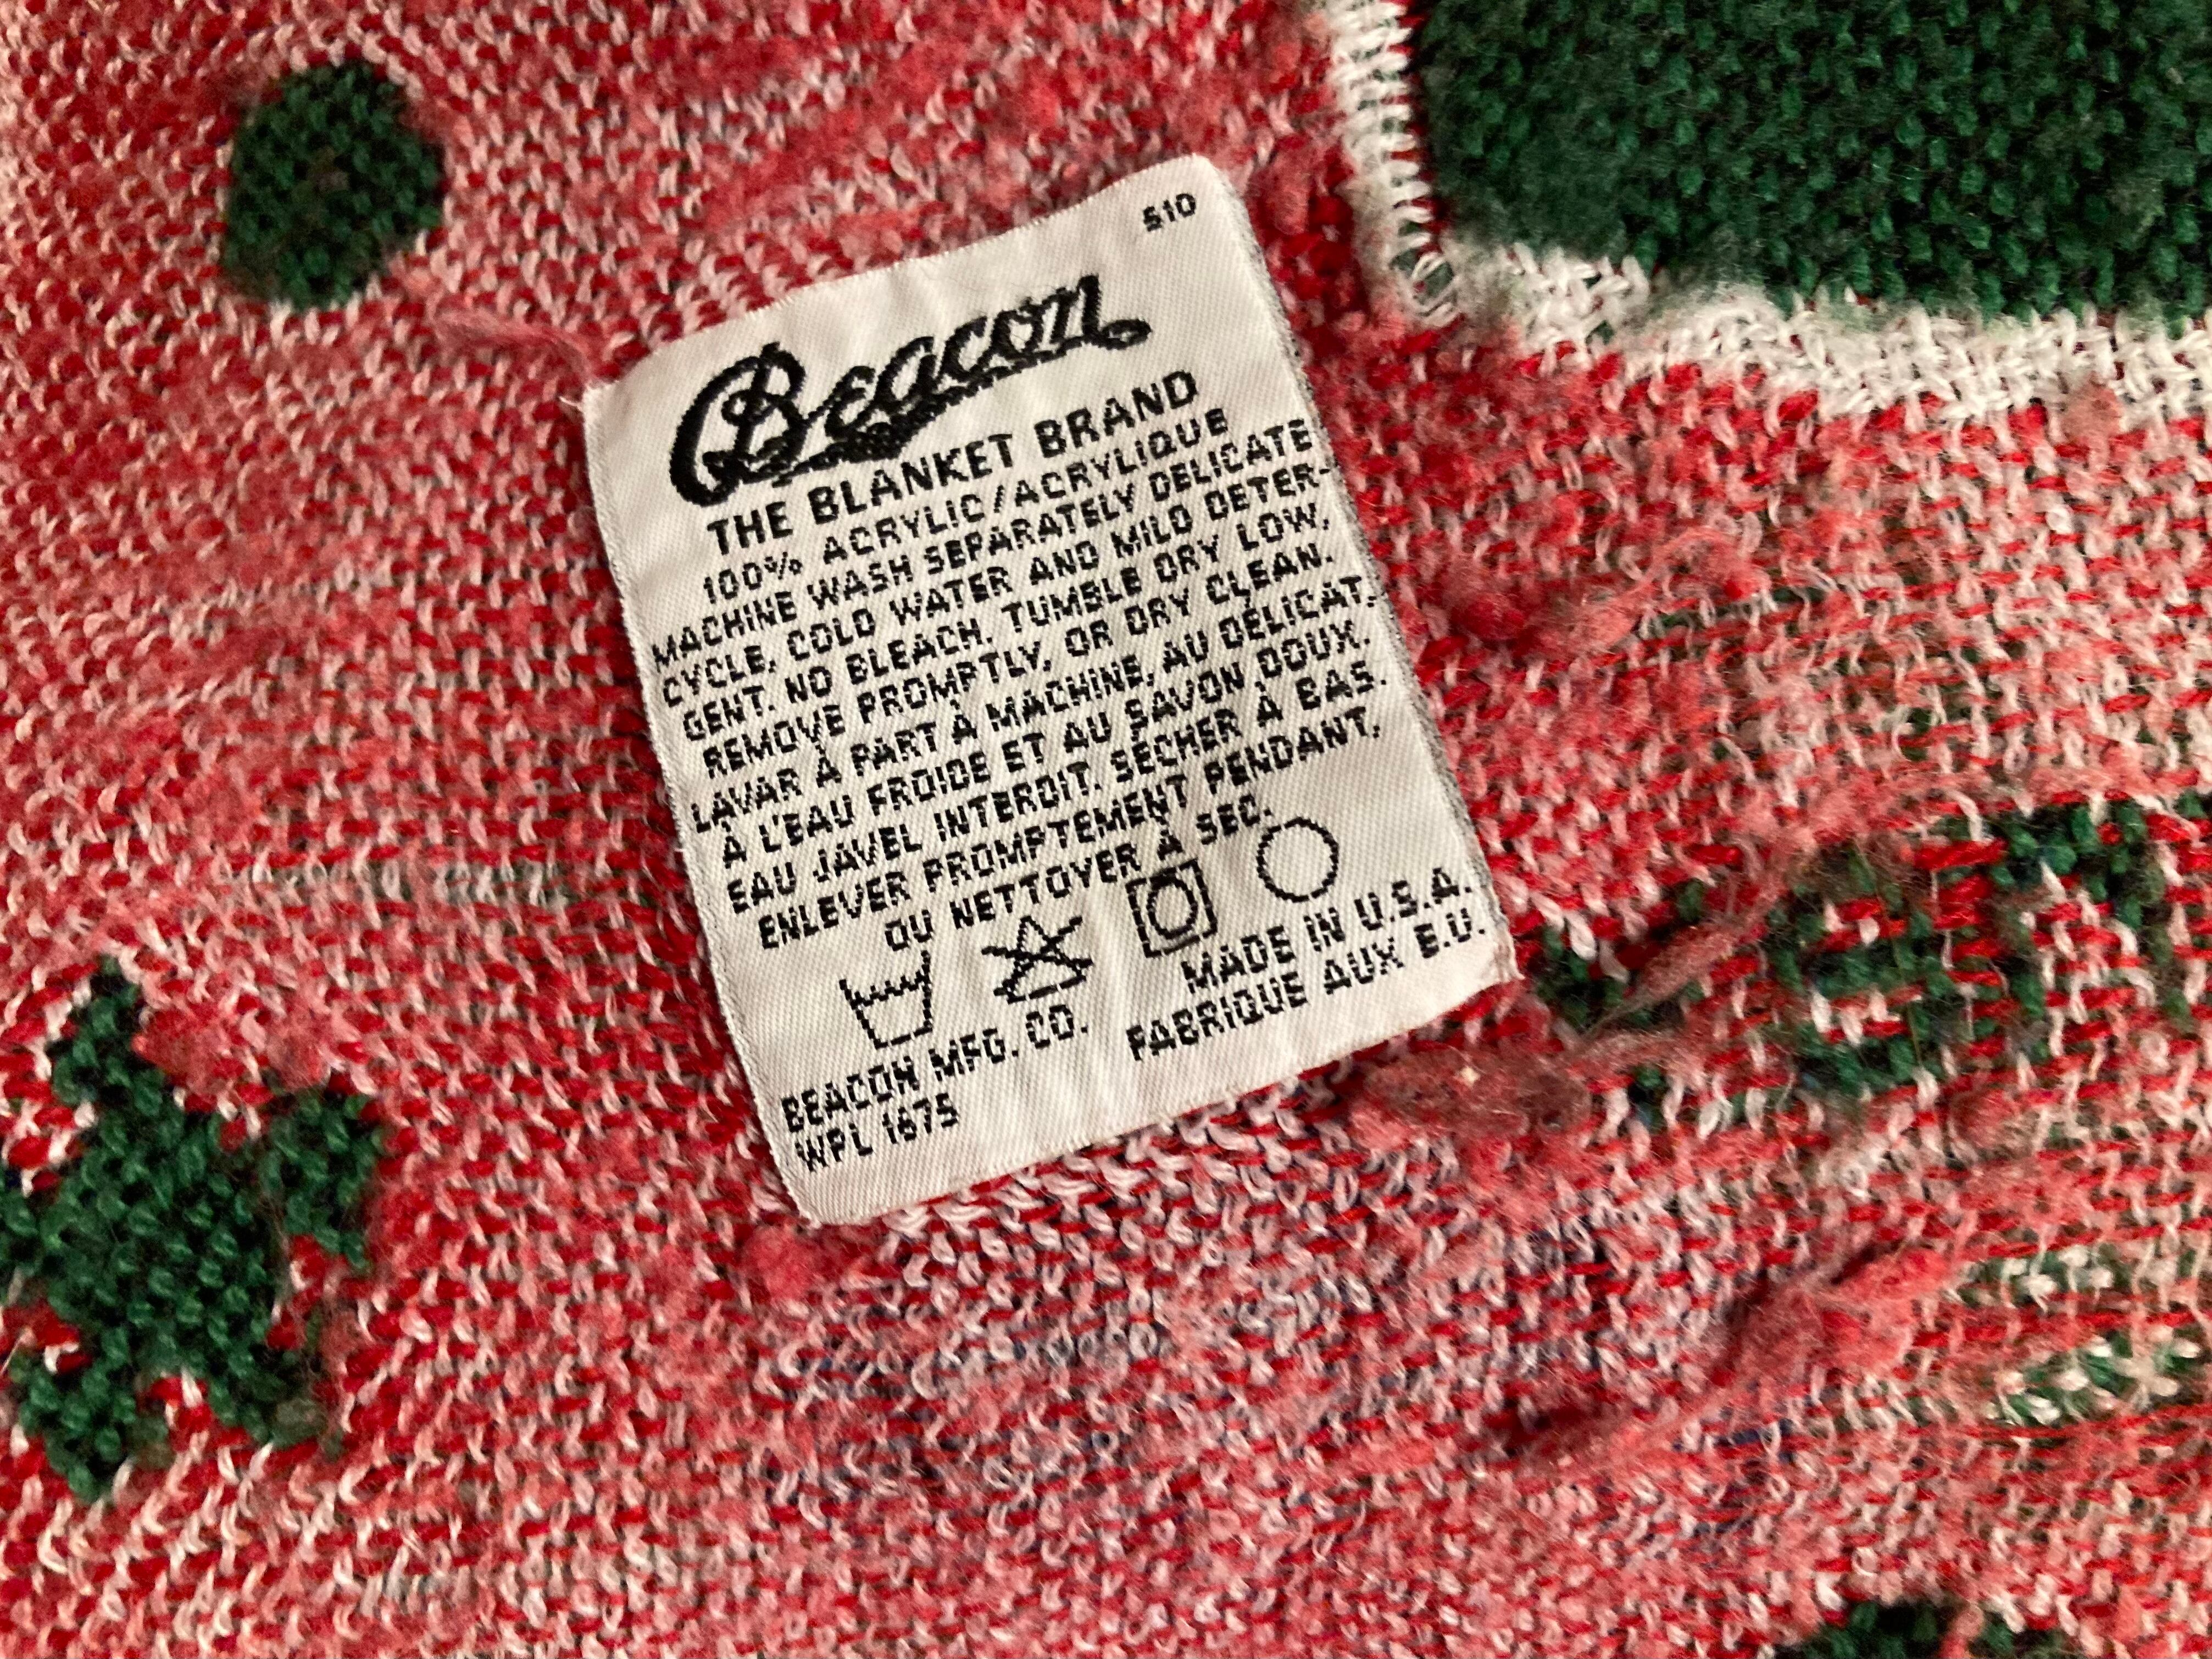 510
Beacon
THE BLANKET BRAND
100% ACRYLIC/ACRYLIQUE
MACHINE WASH SEPARATELY DELICATE
CYCLE, COLD WATER AND MILD DETER-
GENT. NO BLEACH. TUMBLE DRY LOW,
REMOVE PROMPTLY, OR DRY CLEAN.
LAVAR À PART À MACHINE, AU DÉLICAT,
À L'EAU FROIDE ET AU SAVON DOUX.
EAU JAVEL INTERDIT. SÉCHER À BAS.
ENLEVER PROMPTEMENT PENDANT,
OU NETTOYER À SEC.
MADE IN U.S.A.
FABRIQUE AUX E.U.
BEACON MFG. CO.
WPL 1675